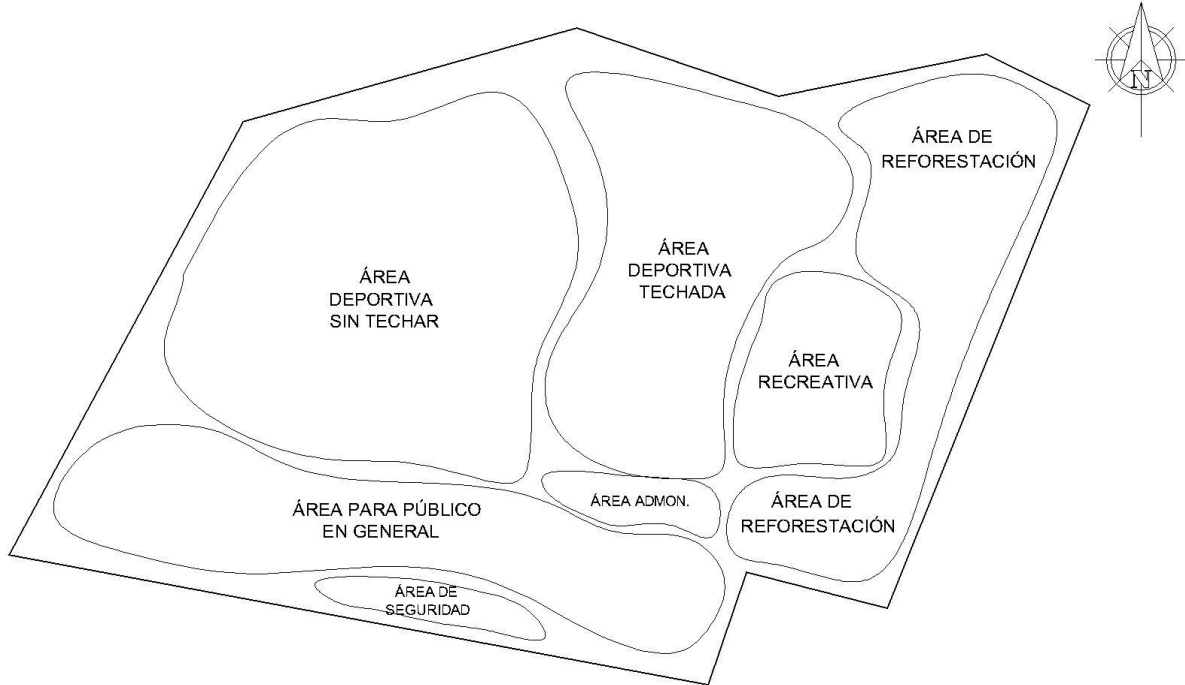 N
ÁREA DE
REFORESTACIÓN
ÁREA
DEPORTIVA
SIN TECHAR
ÁREA
DEPORTIVA
TECHADA
ÁREA
RECREATIVA
ÁREA PARA PÚBLICO
EN GENERAL
ÁREA ADMON.
ÁREA DE
REFORESTACIÓN
ÁREA DE
SEGURIDAD